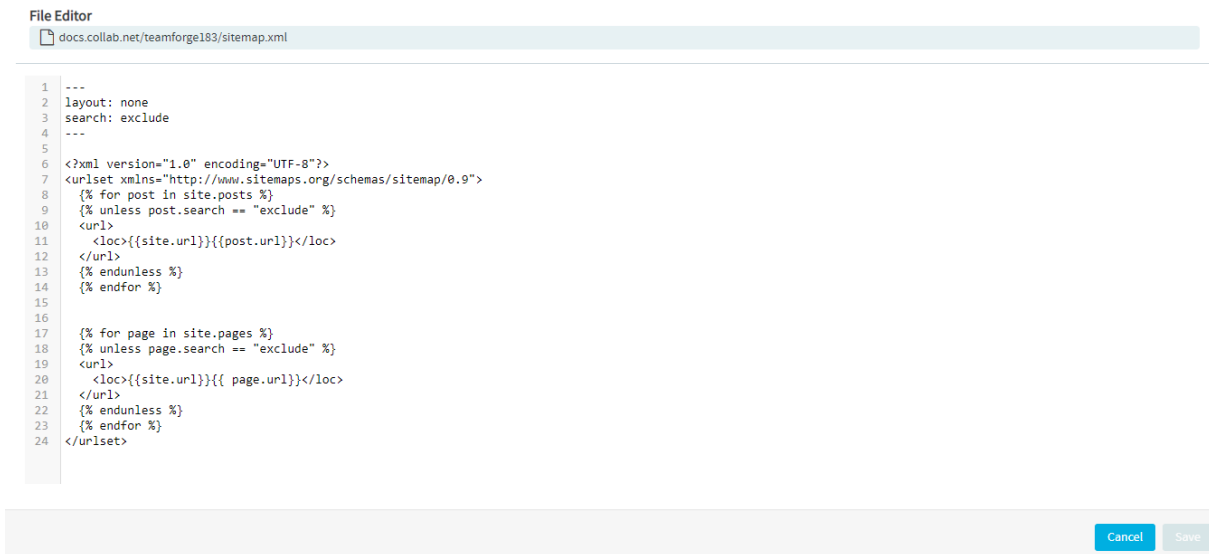 File Editor
docs.collab.net/teamforge183/sitemap.xml
1 ---
2 layout: none
3 search: exclude
4 ---
5
6 <?xml version="1.0" encoding="UTF-8"?>
7 <urlset xmlns="http://www.sitemaps.org/schemas/sitemap/0.9">
8 {% for post in site.posts %}
9 {% unless post.search == "exclude" %}
10 <url>
11 <loc>{{site.url}}{{post.url}}</loc>
12 </url>
13 {% endunless %}
14 {% endfor %}
15
16
17 {% for page in site.pages %}
18 {% unless page.search == "exclude" %}
19 <url>
20 <loc>{{site.url}}{{ page.url}}</loc>
21 </url>
22 {% endunless %}
23 {% endfor %}
24 </urlset>
Cancel Save